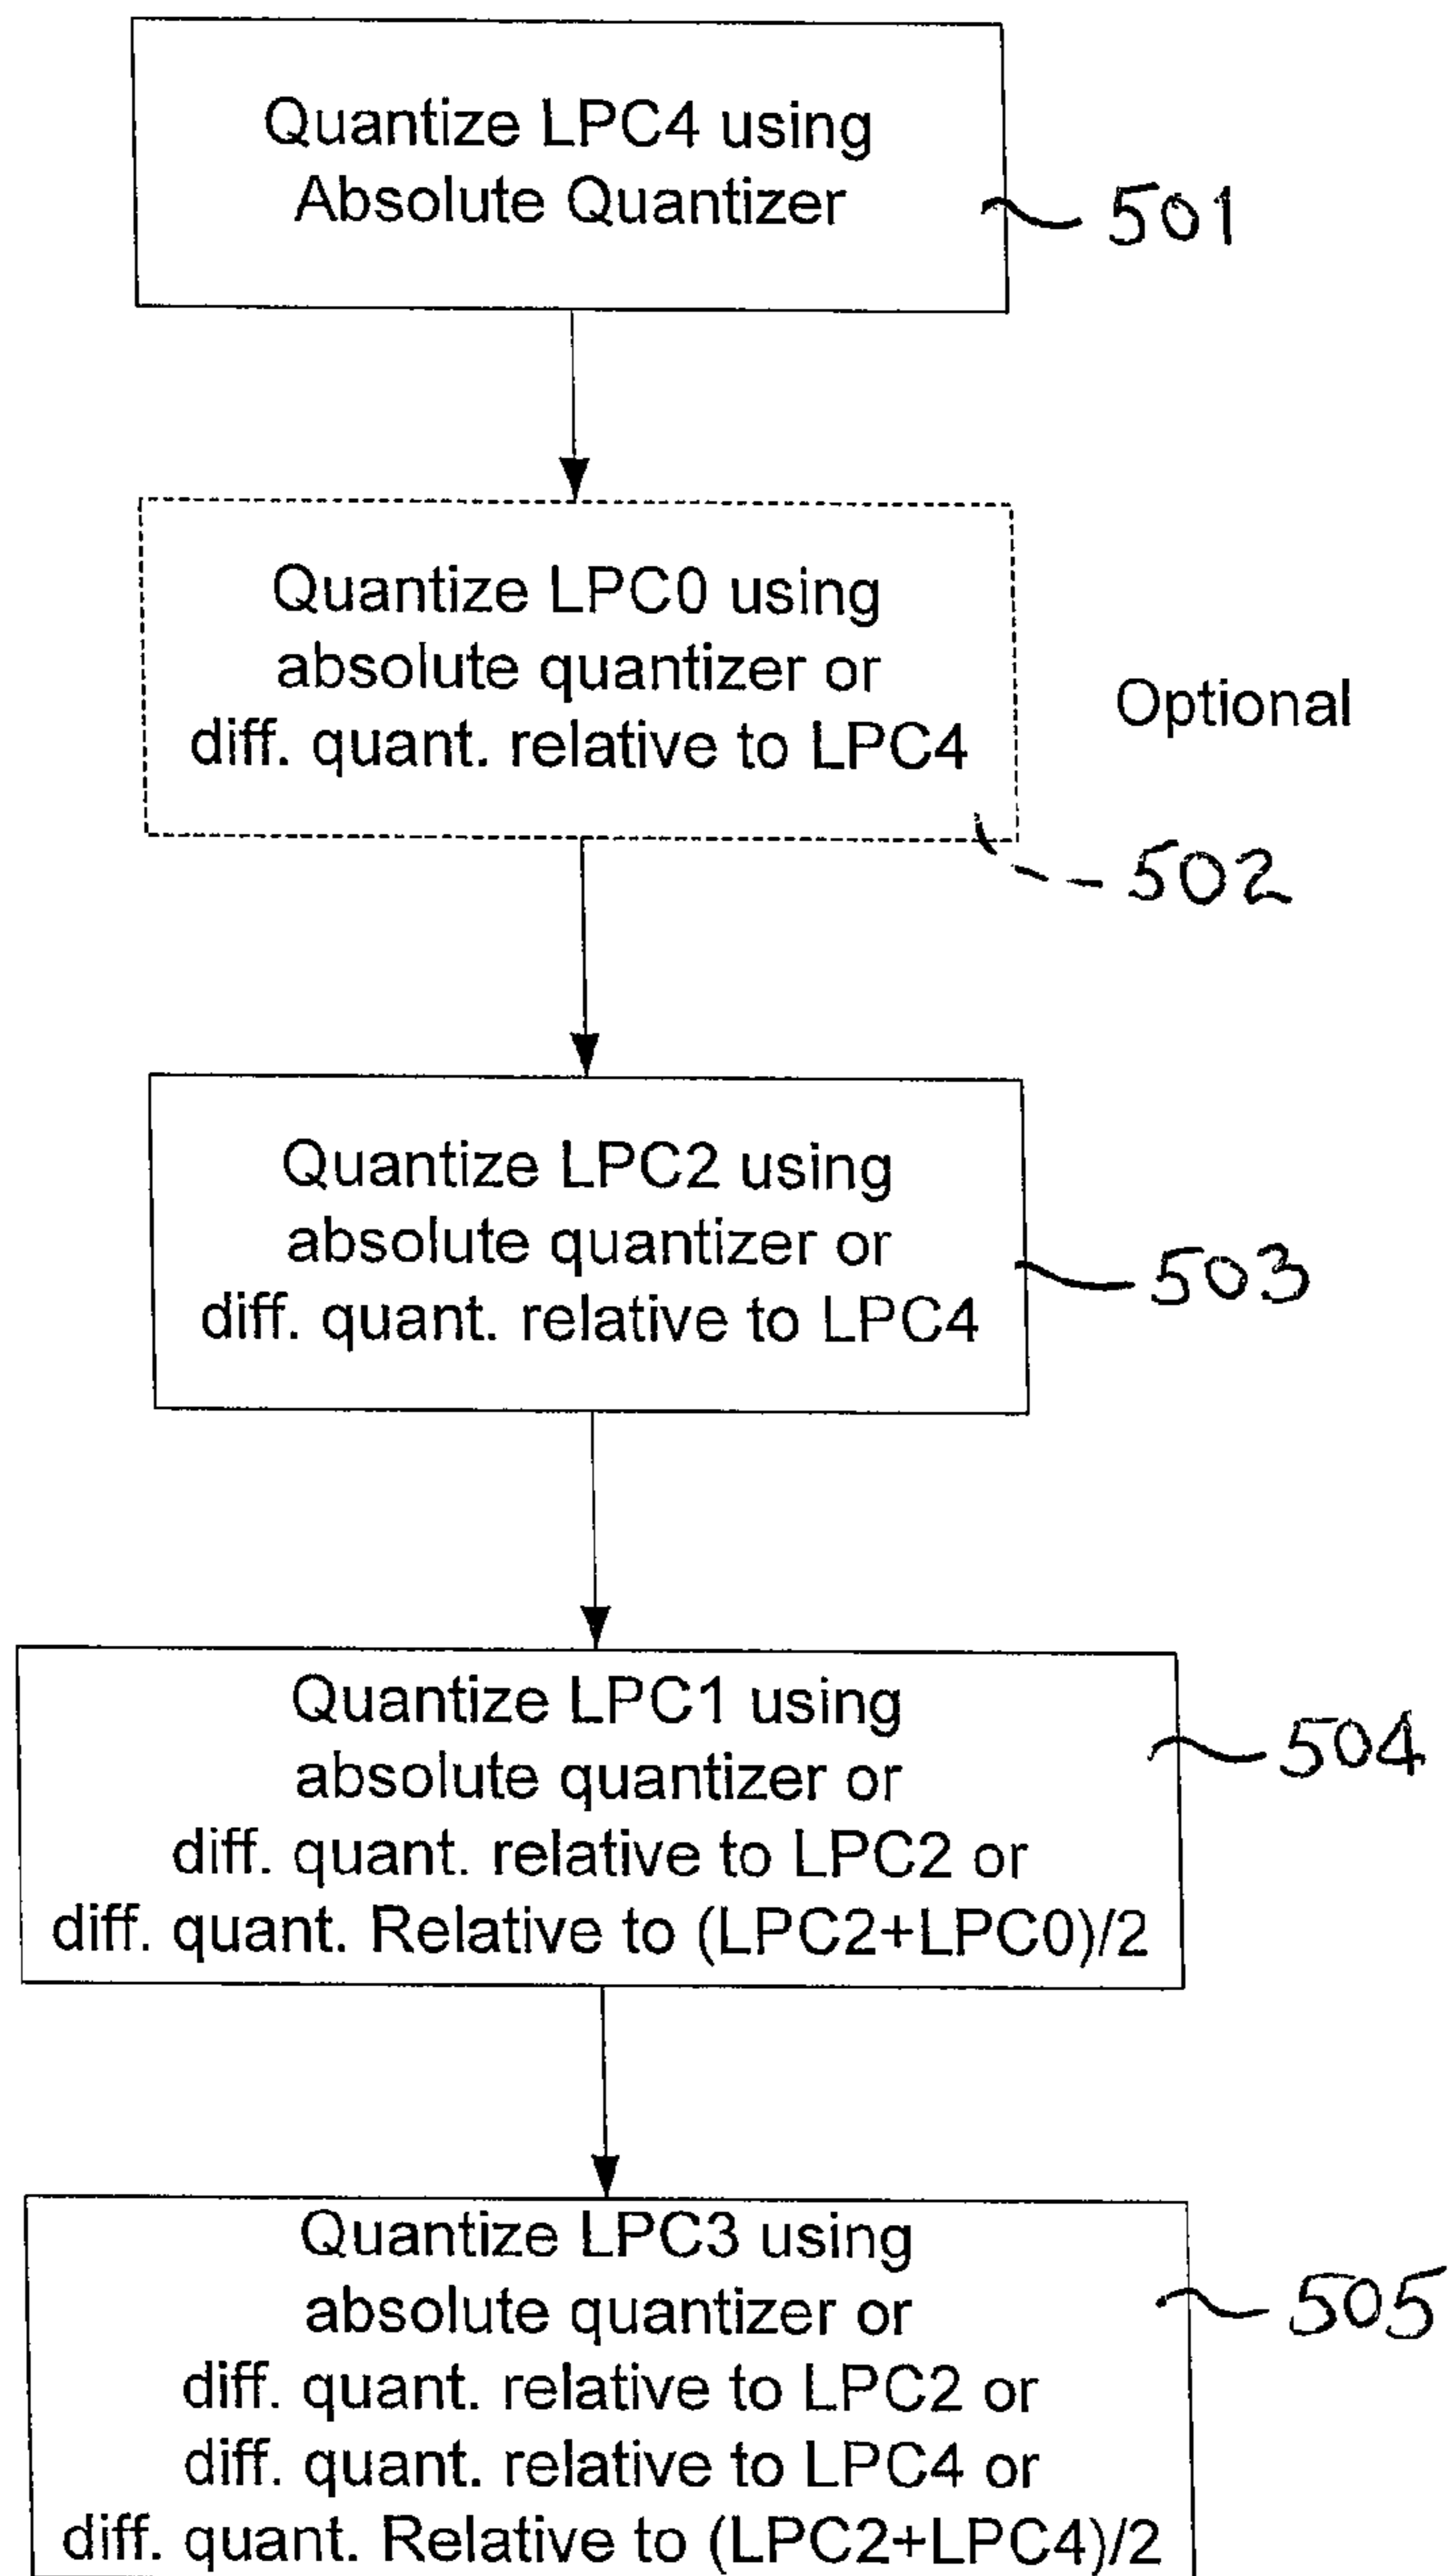 Quantize LPC4 using
Absolute Quantizer
501
Quantize LPC0 using
absolute quantizer or
diff. quant. relative to LPC4
Optional
502
Quantize LPC2 using
absolute quantizer or
diff. quant. relative to LPC4
503
Quantize LPC1 using
absolute quantizer or
diff. quant. relative to LPC2 or
diff. quant. Relative to (LPC2+LPC0)/2
504
Quantize LPC3 using
absolute quantizer or
diff. quant. relative to LPC2 or
diff. quant. relative to LPC4 or
diff. quant. Relative to (LPC2+LPC4)/2
505